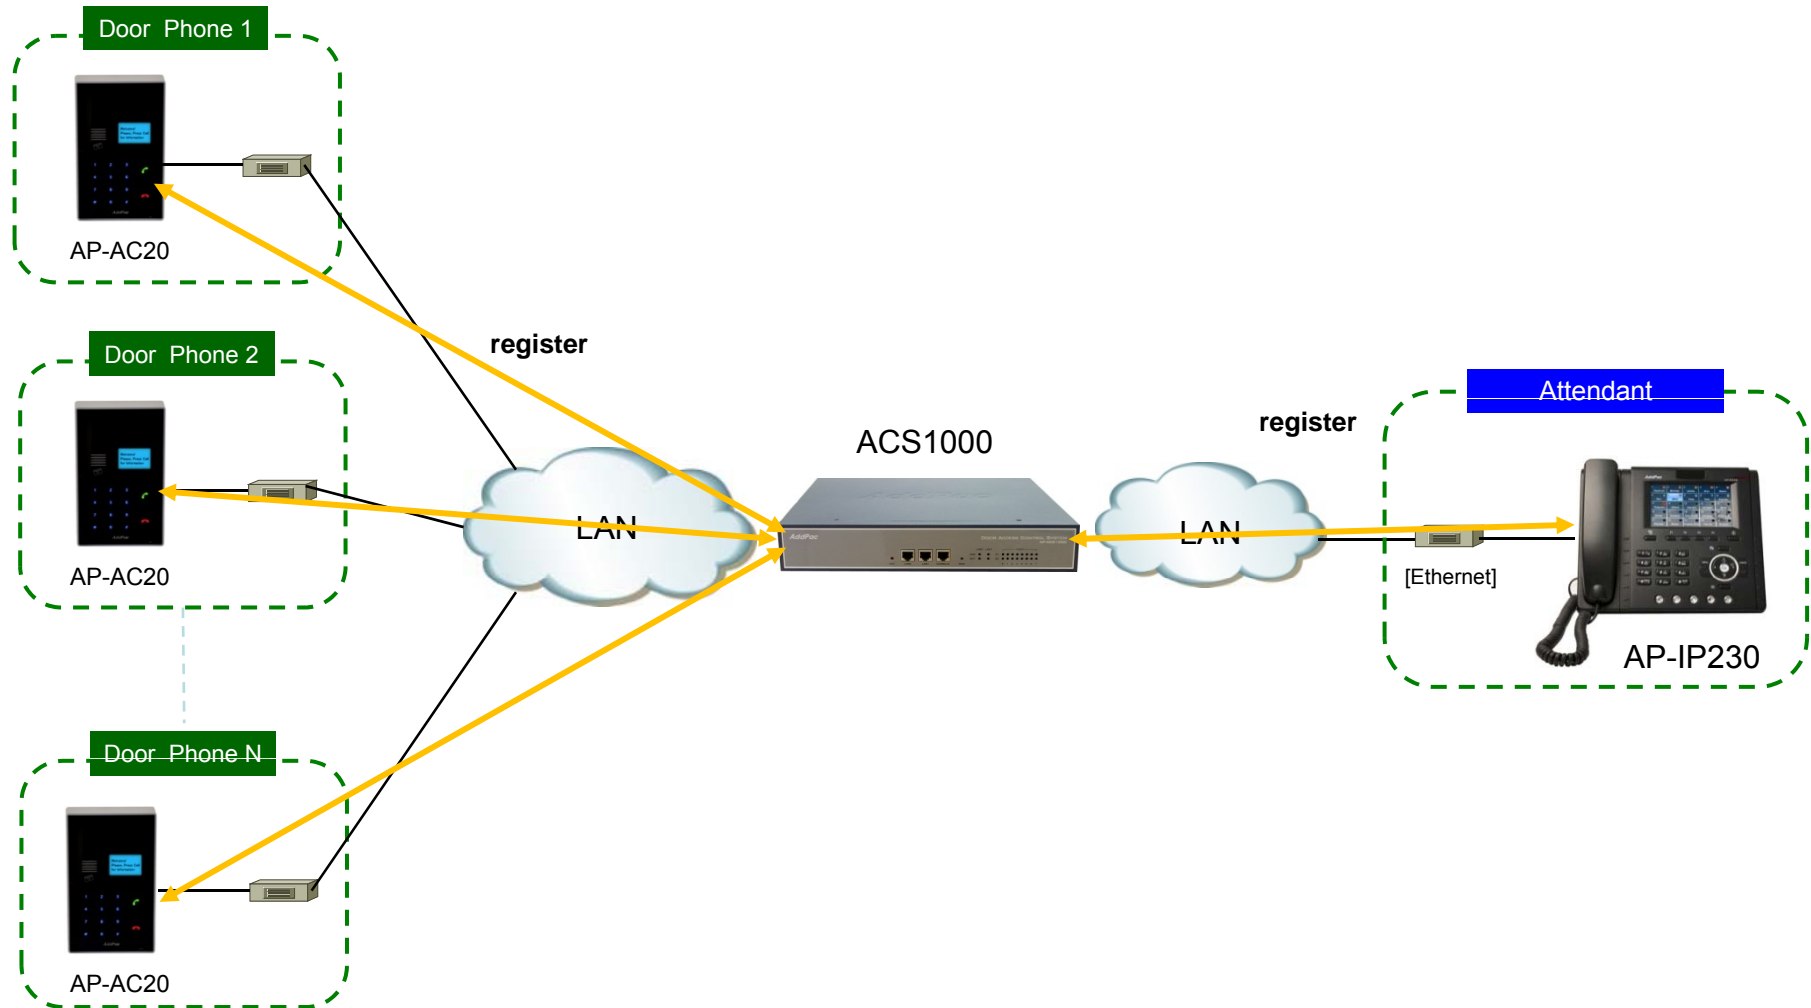 Door Phone 1
AP-AC20
register
Door Phone 2
AP-AC20
Door Phone N
AP-AC20
LAN
ACS1000
AddPac
LAN
register
Attendant
[Ethernet]
AP-IP230